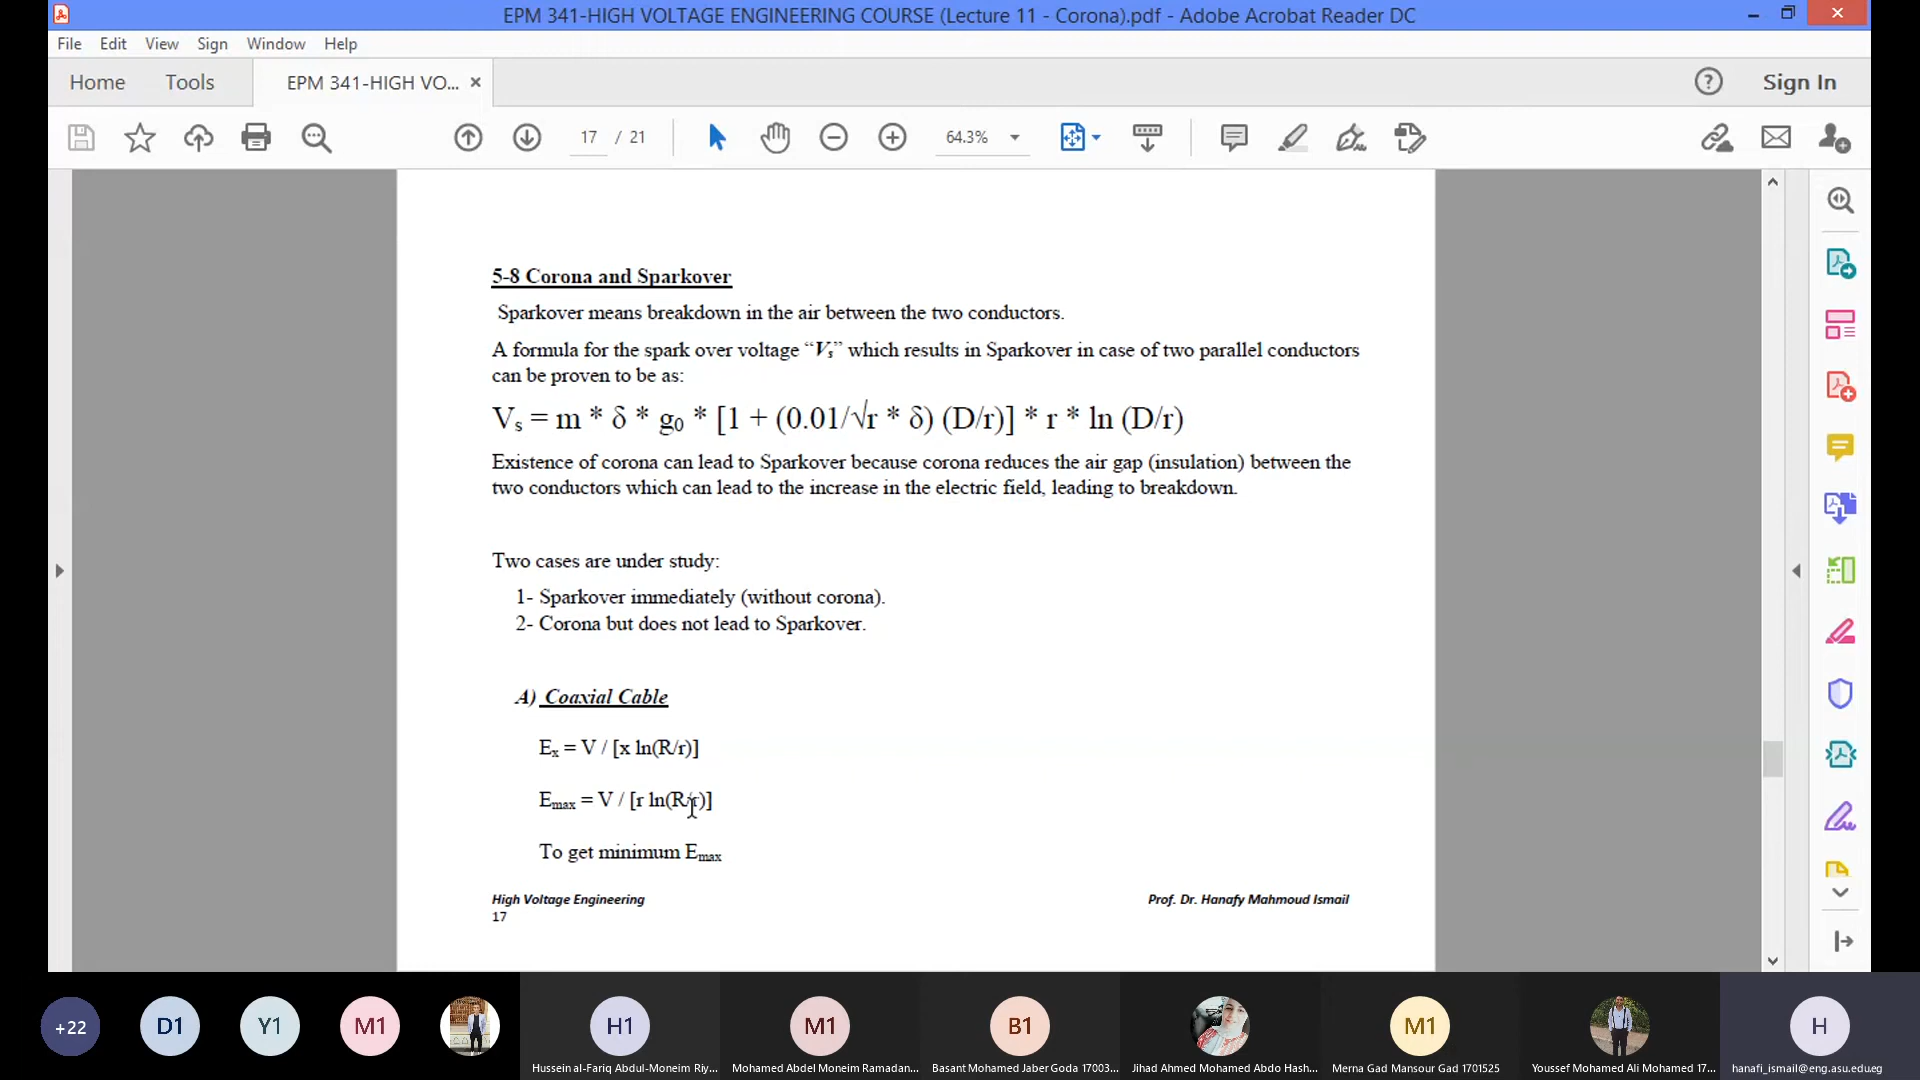 EPM 341-HIGH VOLTAGE ENGINEERING COURSE (Lecture 11 - Corona).pdf - Adobe Acrobat Reader DC
File Edit View Sign Window Help
Home Tools EPM 341-HIGH VO... × Sign In
17 / 21 64.3%
5-8 Corona and Sparkover
Sparkover means breakdown in the air between the two conductors.
A formula for the spark over voltage “Vs” which results in Sparkover in case of two parallel conductors
can be proven to be as:
Vs = m * δ * g0 * [1 + (0.01/√r * δ) (D/r)] * r * ln (D/r)
Existence of corona can lead to Sparkover because corona reduces the air gap (insulation) between the
two conductors which can lead to the increase in the electric field, leading to breakdown.
Two cases are under study:
1- Sparkover immediately (without corona).
2- Corona but does not lead to Sparkover.
A) Coaxial Cable
Ex = V / [x ln(R/r)]
Emax = V / [r ln(R/r)]
To get minimum Emax
High Voltage Engineering Prof. Dr. Hanafy Mahmoud Ismail
17
+22 D1 Y1 M1 H1 M1 B1 M1 H
Hussein al-Fariq Abdul-Moneim Riy... Mohamed Abdel Moneim Ramadan... Basant Mohamed Jaber Goda 17003... Jihad Ahmed Mohamed Abdo Hash... Merna Gad Mansour Gad 1701525 Youssef Mohamed Ali Mohamed 17... hanafi_ismail@eng.asu.edu.eg